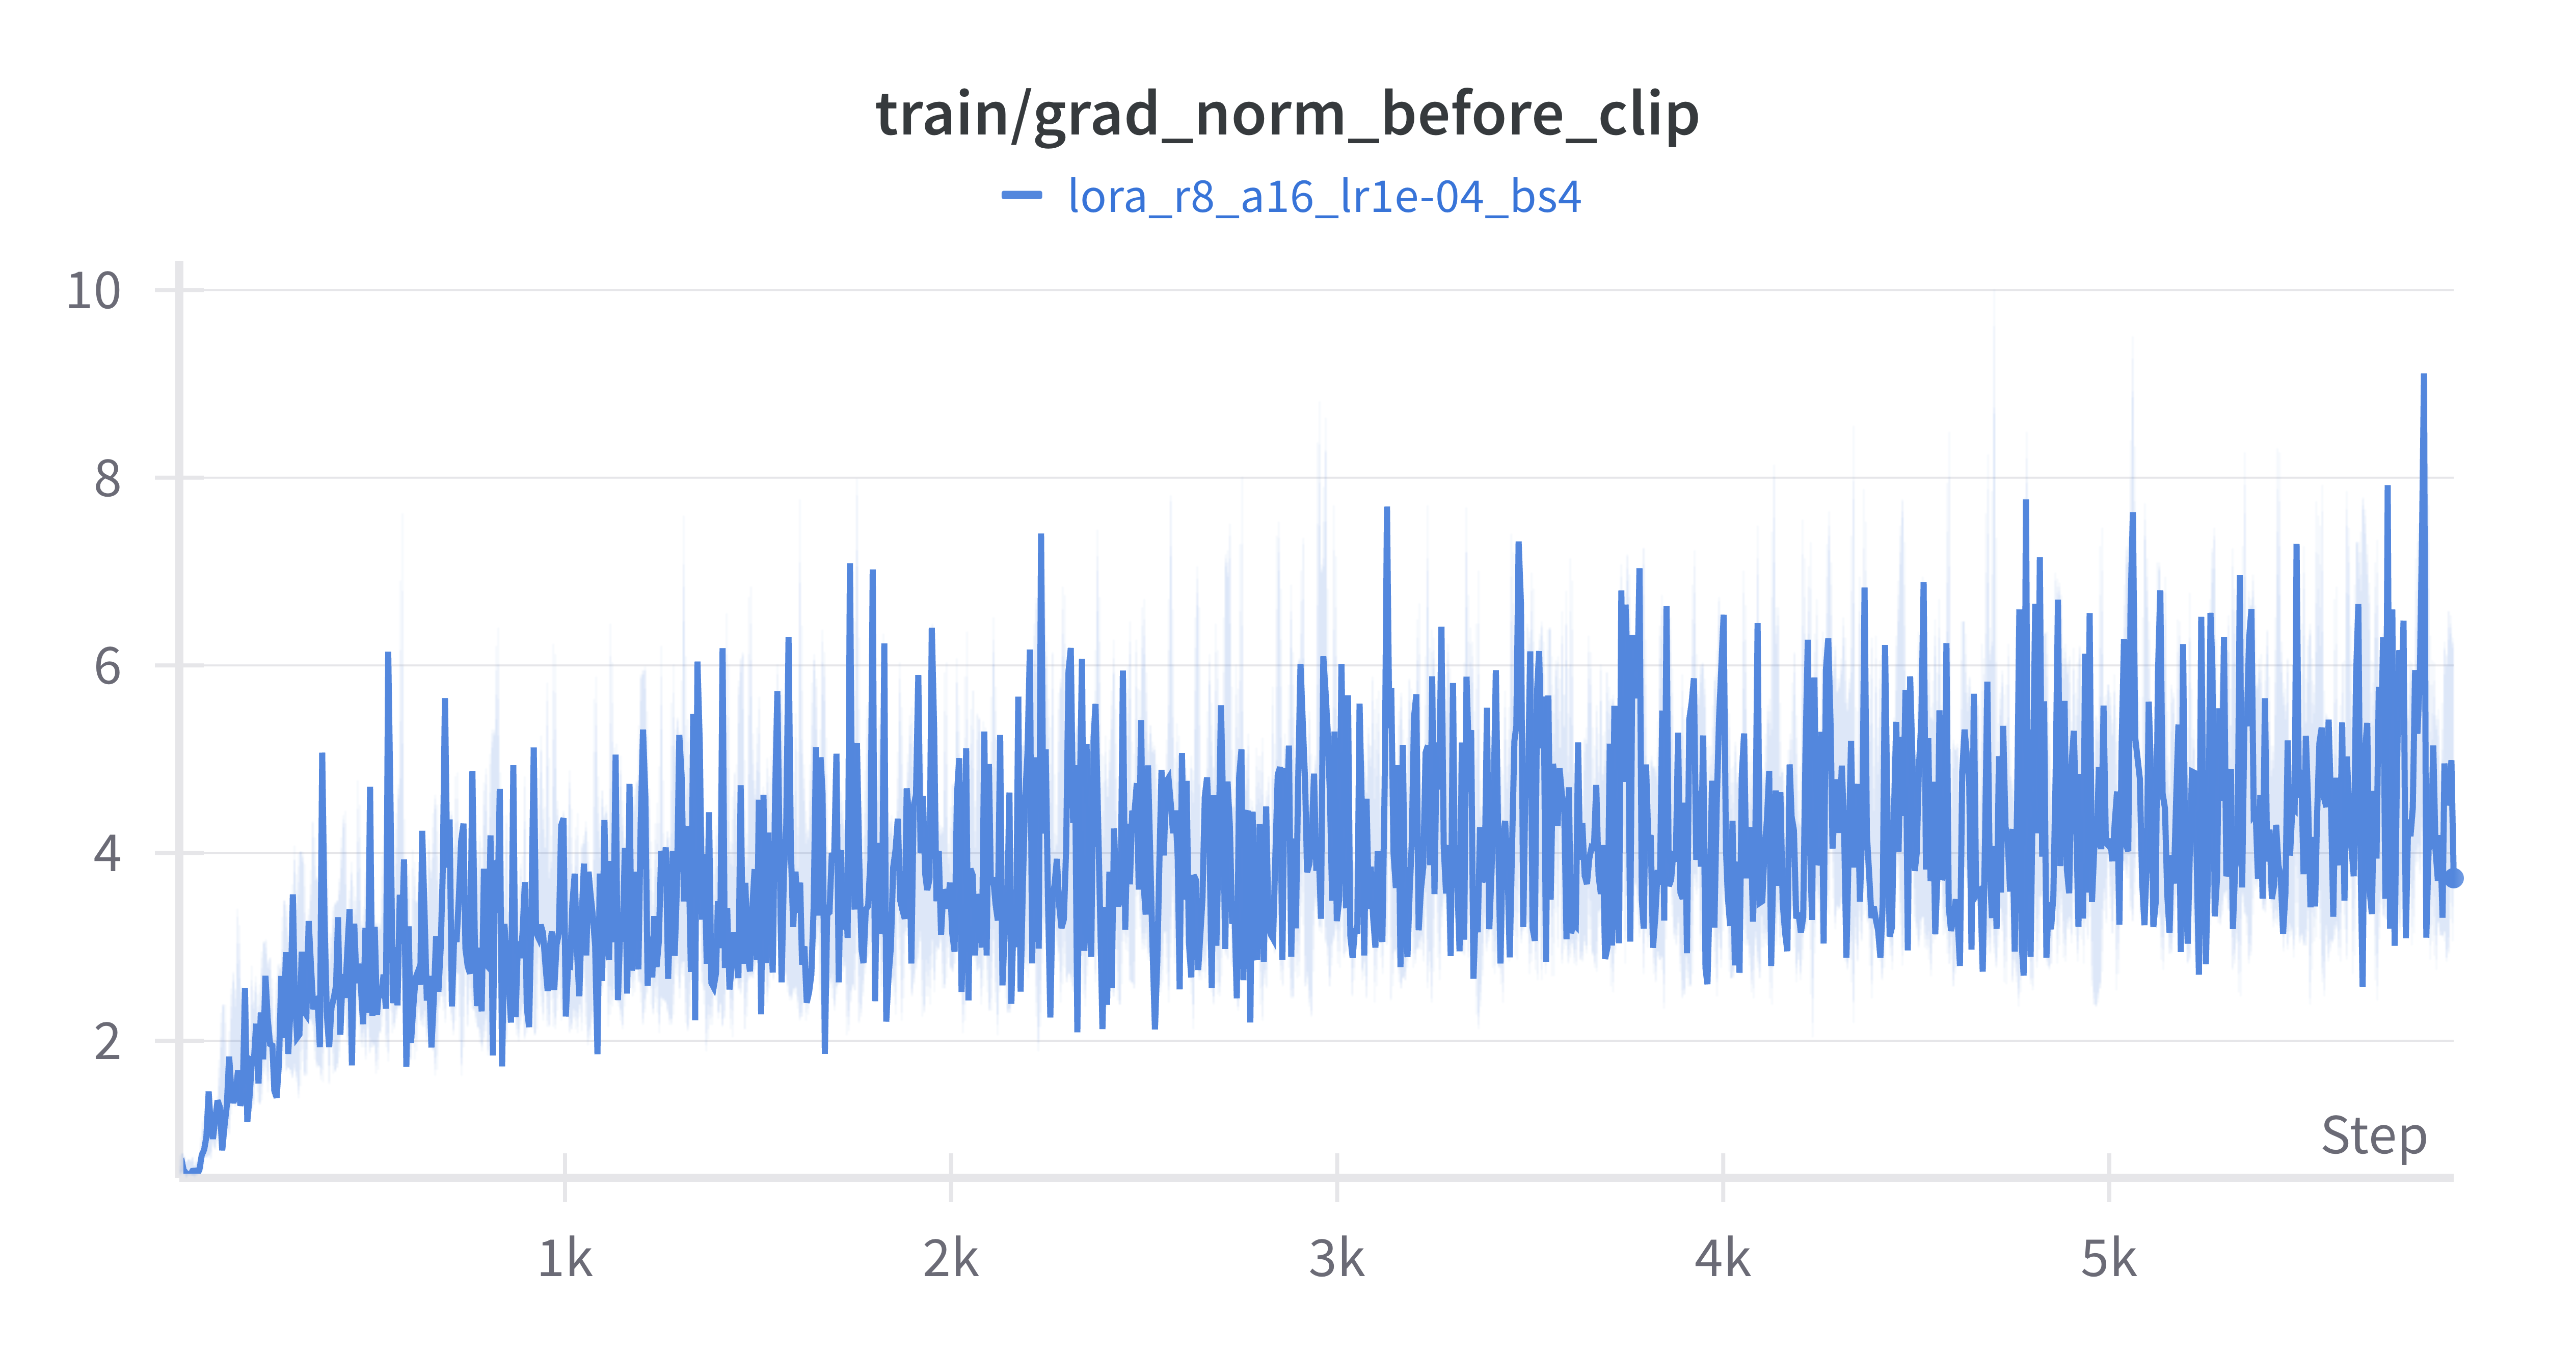 train/grad_norm_before_clip
lora_r8_a16_lr1e-04_bs4
10
8
6
4
2
Step
1k 2k 3k 4k 5k